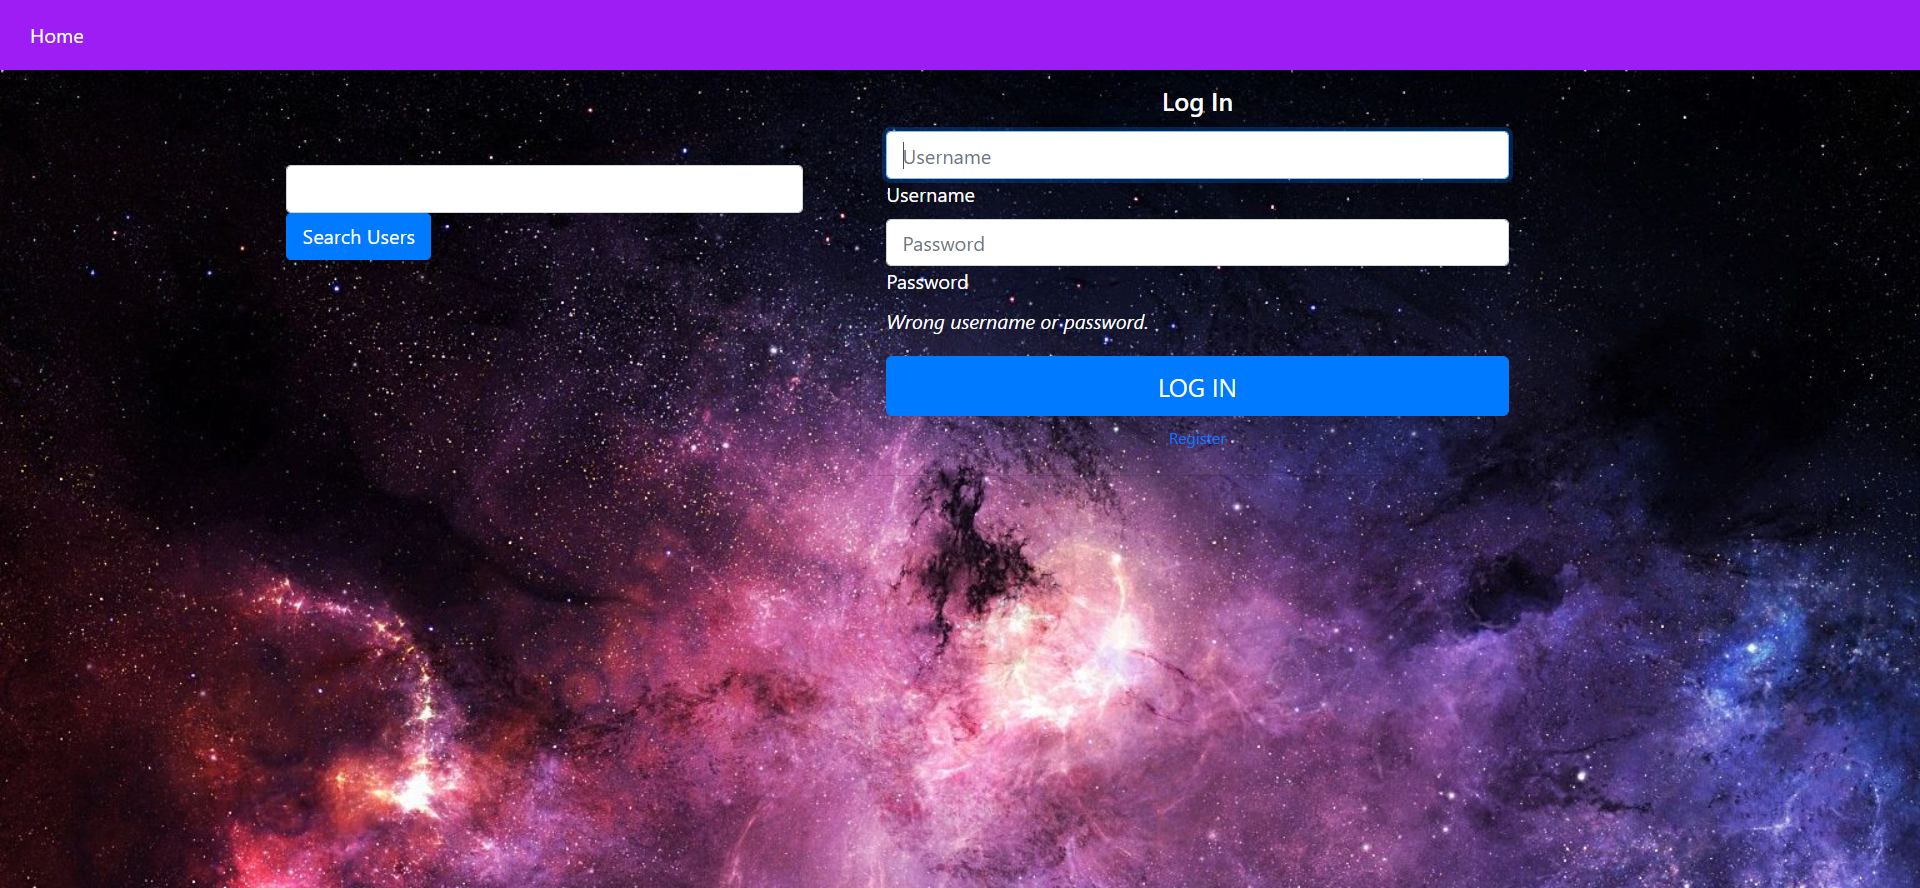 Home
Log In
Username
Username
Search Users
Password
Password
Wrong username or password.
LOG IN
Register